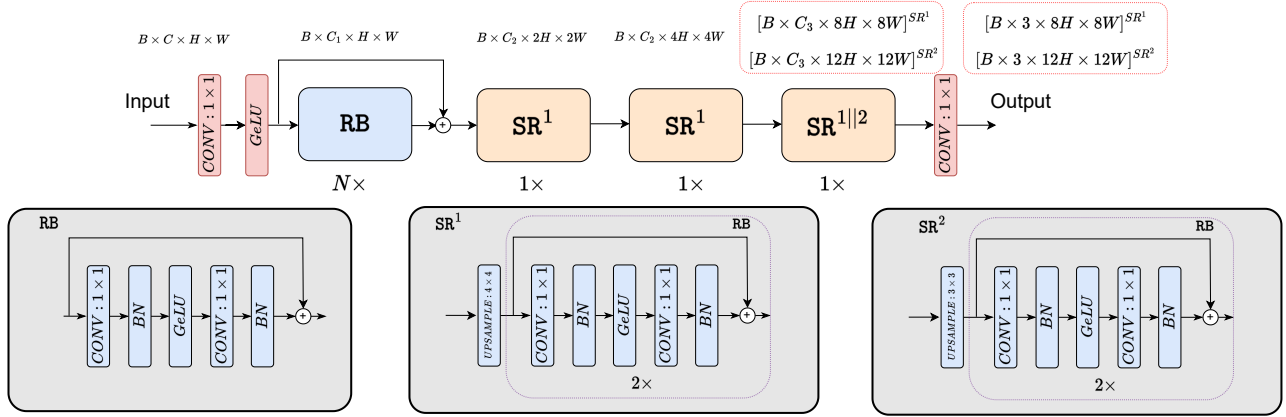 B × C × H × W
B × C₁ × H × W
B × C₂ × 2H × 2W
B × C₂ × 4H × 4W
[B × C₃ × 8H × 8W]^{SR¹}
[B × C₃ × 12H × 12W]^{SR²}
[B × 3 × 8H × 8W]^{SR¹}
[B × 3 × 12H × 12W]^{SR²}
Input
CONV : 1 × 1
GeLU
RB
+
SR¹
SR¹
SR^{1||2}
CONV : 1 × 1
Output
N×
1×
1×
1×
RB
CONV : 1 × 1
BN
GeLU
CONV : 1 × 1
BN
+
SR¹
RB
UPSAMPLE : 4 × 4
CONV : 1 × 1
BN
GeLU
CONV : 1 × 1
BN
+
2×
SR²
RB
UPSAMPLE : 3 × 3
CONV : 1 × 1
BN
GeLU
CONV : 1 × 1
BN
+
2×